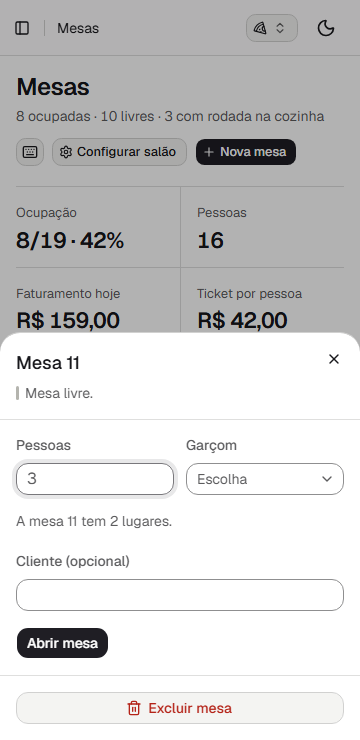 Mesas
Mesas
8 ocupadas · 10 livres · 3 com rodada na cozinha
Configurar salão
Nova mesa
Ocupação
Pessoas
8/19 · 42%
16
Faturamento hoje
Ticket por pessoa
R$ 159,00
R$ 42,00
Mesa 11
Mesa livre.
Pessoas
Garçom
3
Escolha
A mesa 11 tem 2 lugares.
Cliente (opcional)
Abrir mesa
Excluir mesa